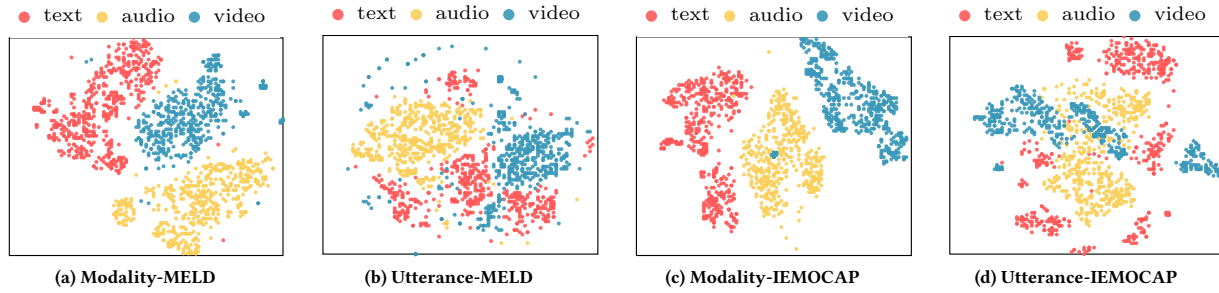 text audio video
text audio video
text audio video
text audio video
(a) Modality-MELD
(b) Utterance-MELD
(c) Modality-IEMOCAP
(d) Utterance-IEMOCAP